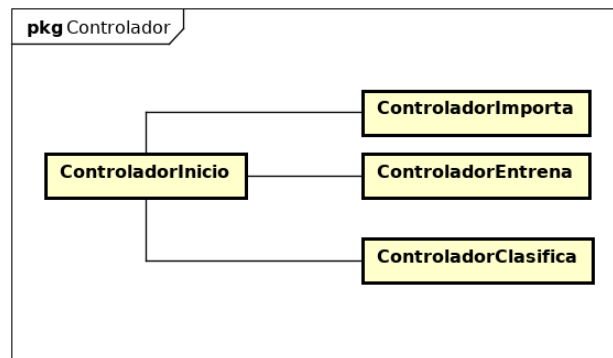 pkg Controlador
ControladorImporta
ControladorInicio
ControladorEntrena
ControladorClasifica